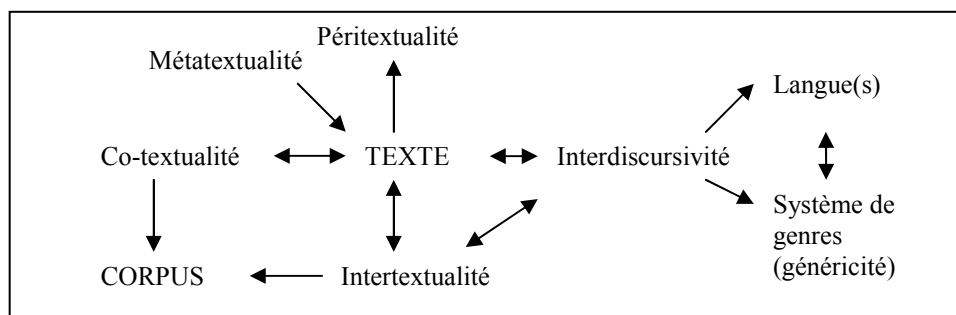 Péritextualité
Métatextualité
Langue(s)
Co-textualité
TEXTE
Interdiscursivité
Système de
genres
(généricité)
CORPUS
Intertextualité